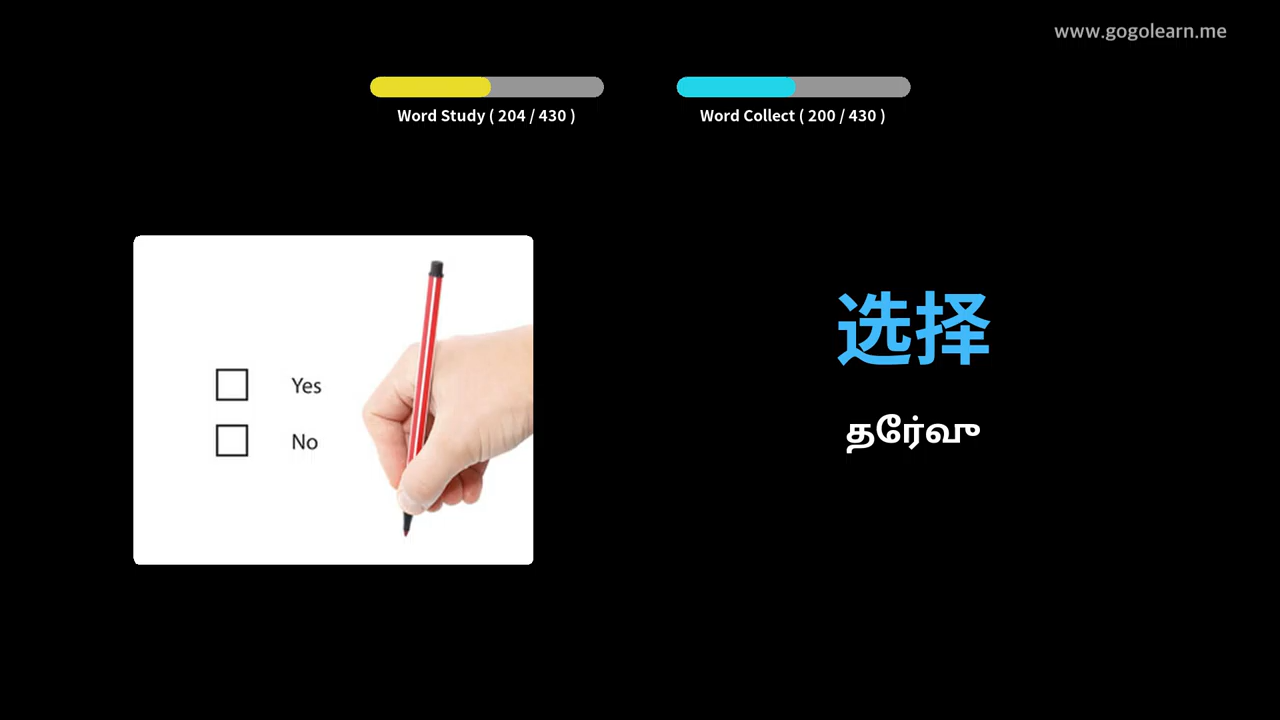 www.gogolearn.me
Word Study ( 204 / 430 )
Word Collect ( 200 / 430 )
Yes
No
选择
தேர்வு